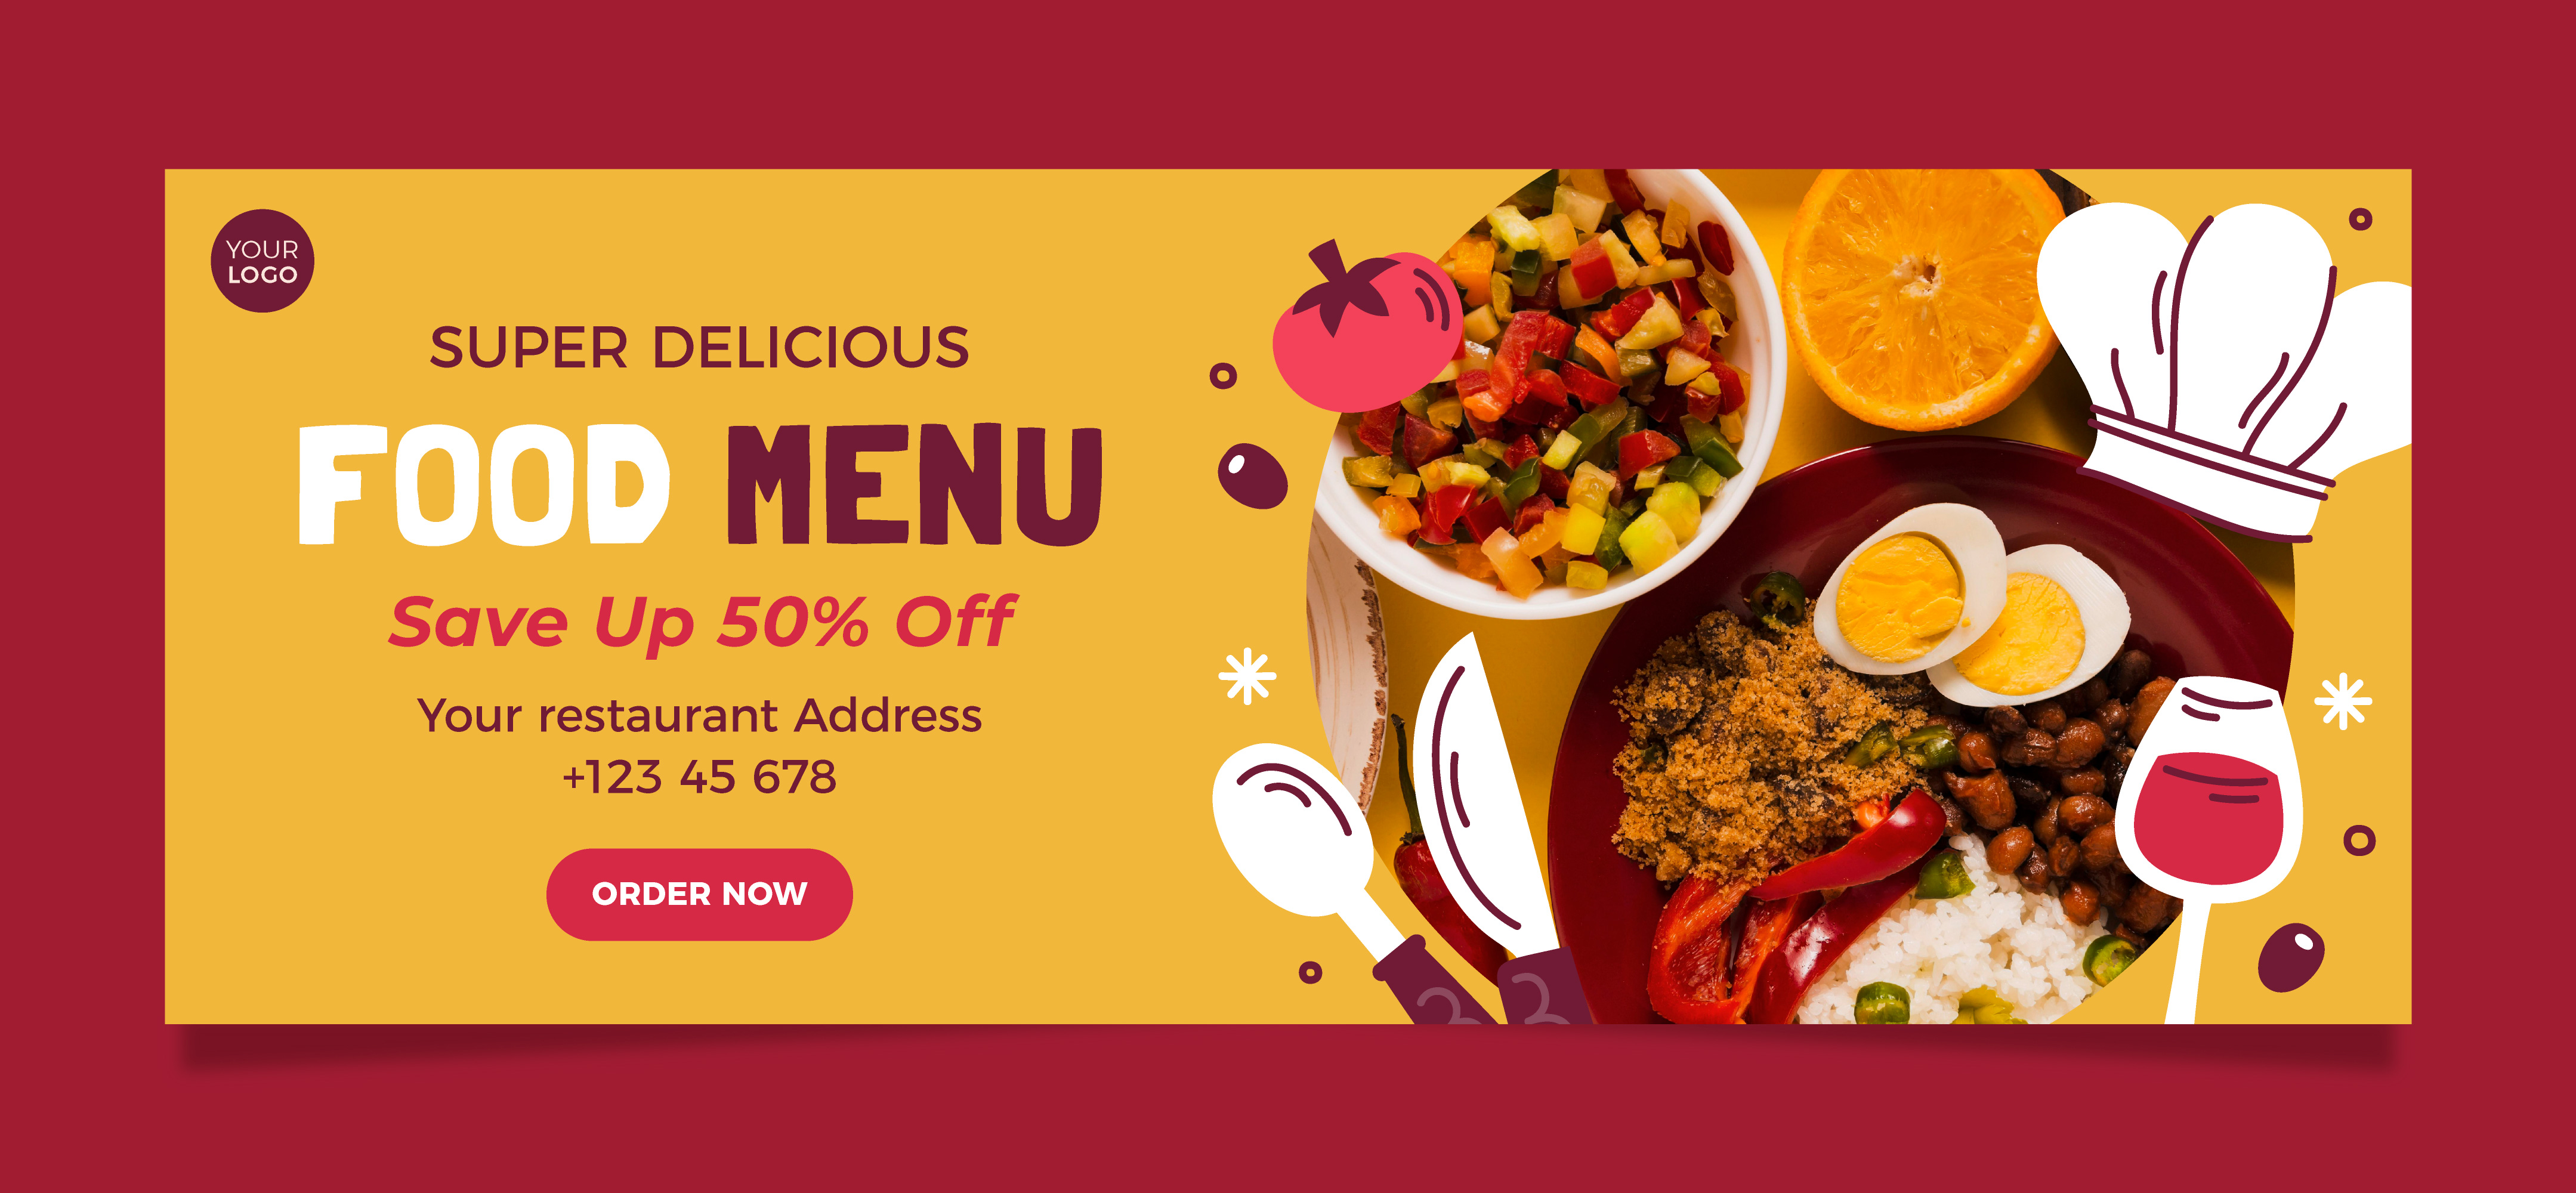 YOUR
LOGO
SUPER DELICIOUS
FOOD MENU
Save Up 50% Off
Your restaurant Address
+123 45 678
ORDER NOW